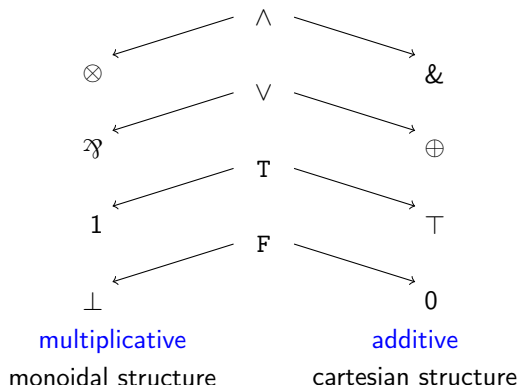 ∧
⊗ &
∨
⅋ ⊕
T
1 ⊤
F
⊥ 0
multiplicative additive
monoidal structure cartesian structure